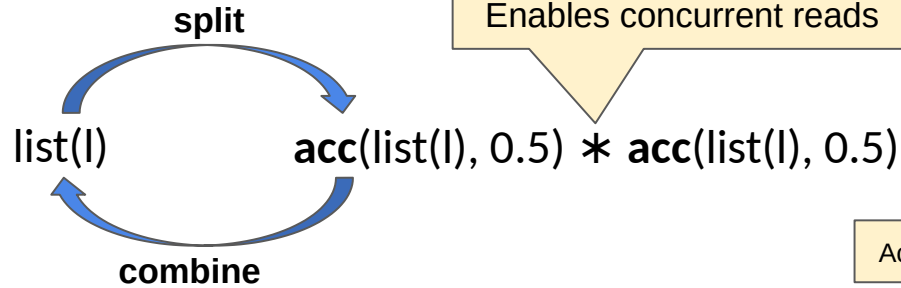 split
Enables concurrent reads
list(l) acc(list(l), 0.5) ∗ acc(list(l), 0.5)
combine